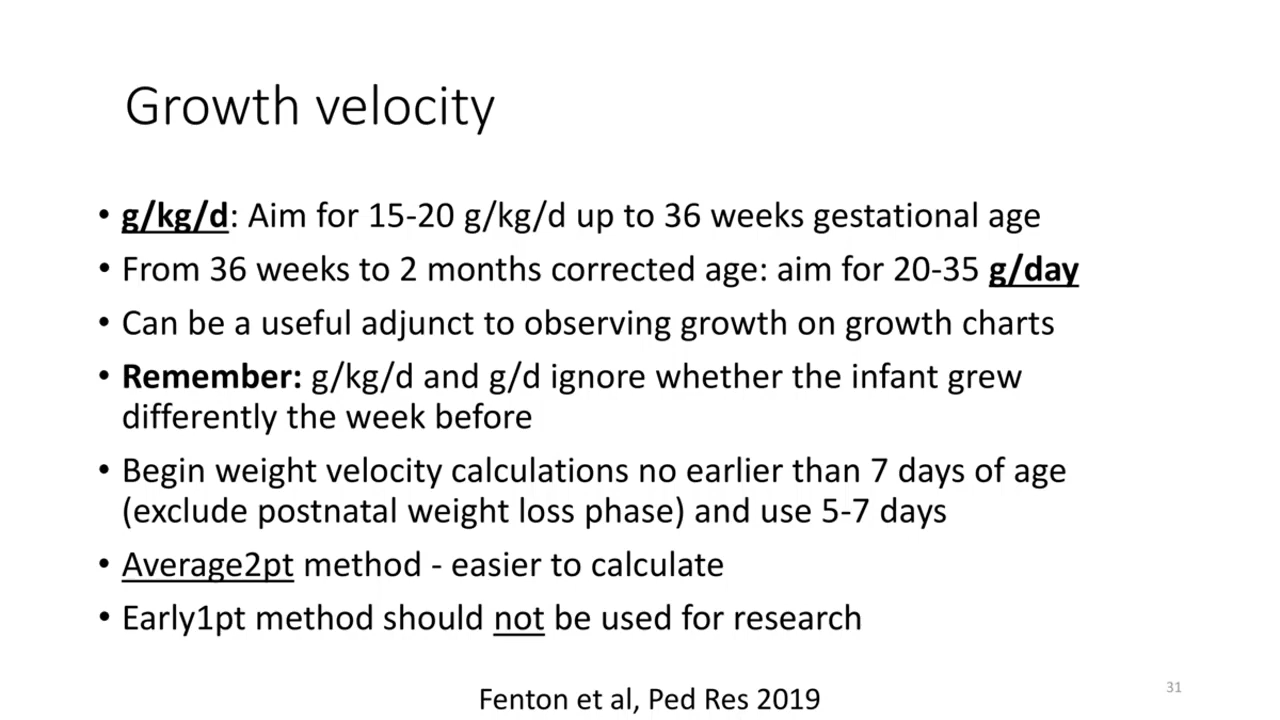 Growth velocity
• g/kg/d: Aim for 15-20 g/kg/d up to 36 weeks gestational age
• From 36 weeks to 2 months corrected age: aim for 20-35 g/day
• Can be a useful adjunct to observing growth on growth charts
• Remember: g/kg/d and g/d ignore whether the infant grew
differently the week before
• Begin weight velocity calculations no earlier than 7 days of age
(exclude postnatal weight loss phase) and use 5-7 days
• Average2pt method - easier to calculate
• Early1pt method should not be used for research
Fenton et al, Ped Res 2019
31